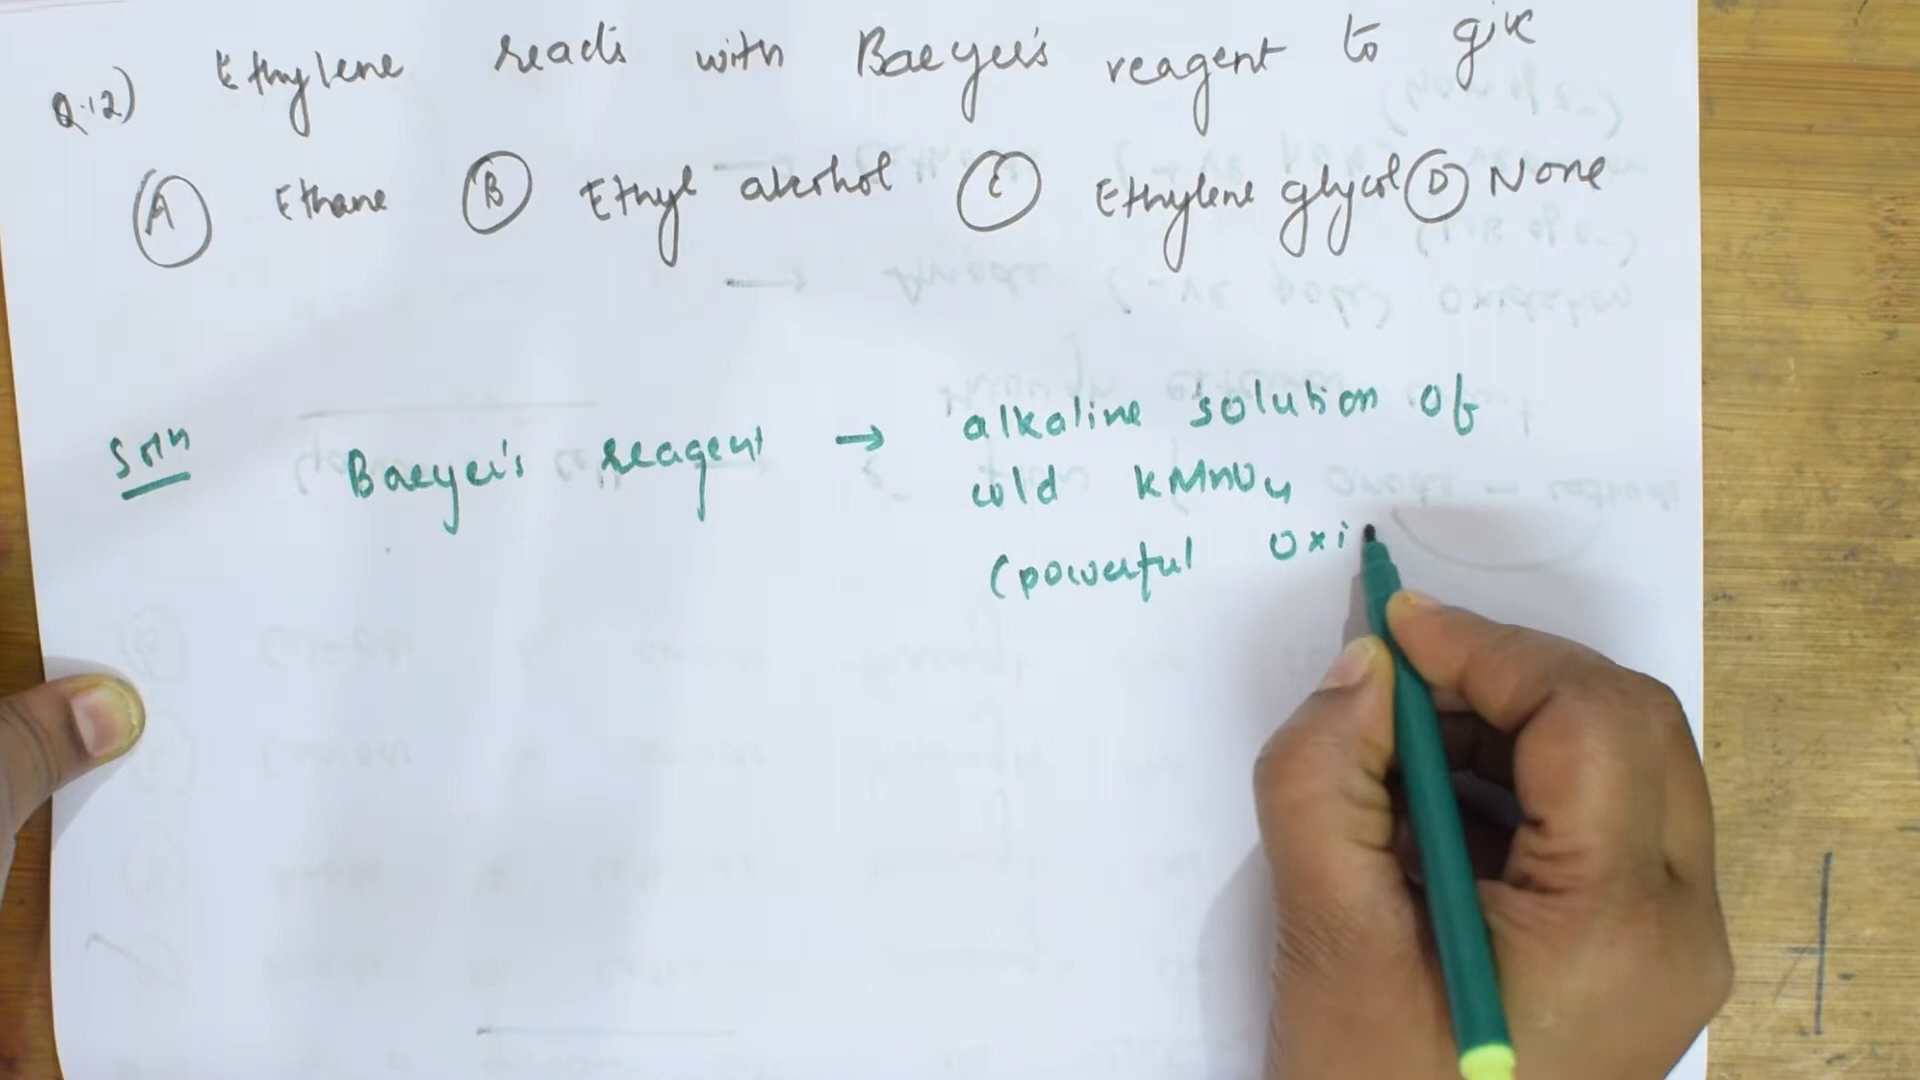 Q.12) Ethylene reacts with Baeyer's reagent to give
(A) Ethane (B) Ethyl alcohol (C) Ethylene glycol (D) None
Soln Baeyer's reagent → alkaline solution of
cold KMnO4
(powerful oxi